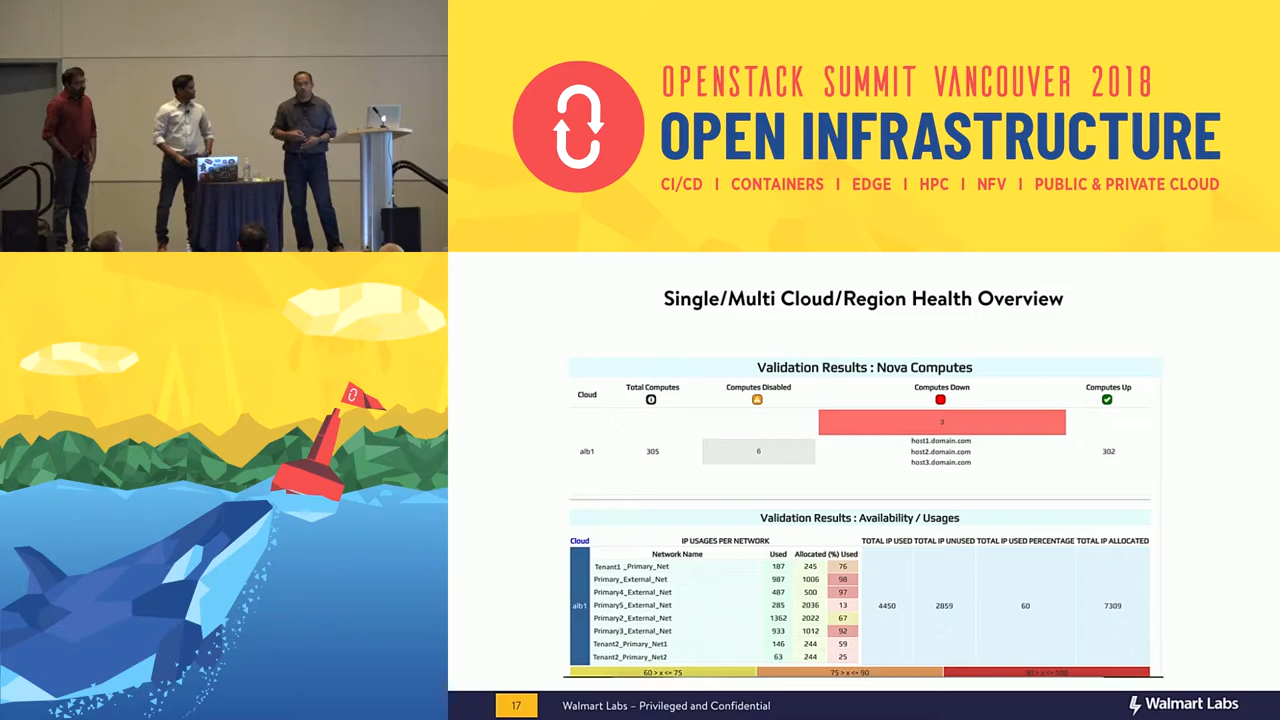 OPENSTACK SUMMIT VANCOUVER 2018
OPEN INFRASTRUCTURE
CI/CD | CONTAINERS | EDGE | HPC | NFV | PUBLIC & PRIVATE CLOUD
Single/Multi Cloud/Region Health Overview
Validation Results : Nova Computes
Cloud Total Computes Computes Disabled Computes Down Computes Up
3
host1.domain.com
alb1 305 6 host2.domain.com 302
host3.domain.com
Validation Results : Availability / Usages
Cloud IP USAGES PER NETWORK TOTAL IP USED TOTAL IP UNUSED TOTAL IP USED PERCENTAGE TOTAL IP ALLOCATED
Network Name Used Allocated (%) Used
Tenant1 _Primary_Net 187 245 76
Primary_External_Net 987 1006 98
Primary4_External_Net 487 500 97
alb1 Primary5_External_Net 285 2036 13 4450 2859 60 7309
Primary2_External_Net 1362 2022 67
Primary3_External_Net 933 1012 92
Tenant2_Primary_Net1 146 244 59
Tenant2_Primary_Net2 63 244 25
60 > x <= 75 75 > x <= 90 90 > x <= 100
17 Walmart Labs – Privileged and Confidential Walmart Labs